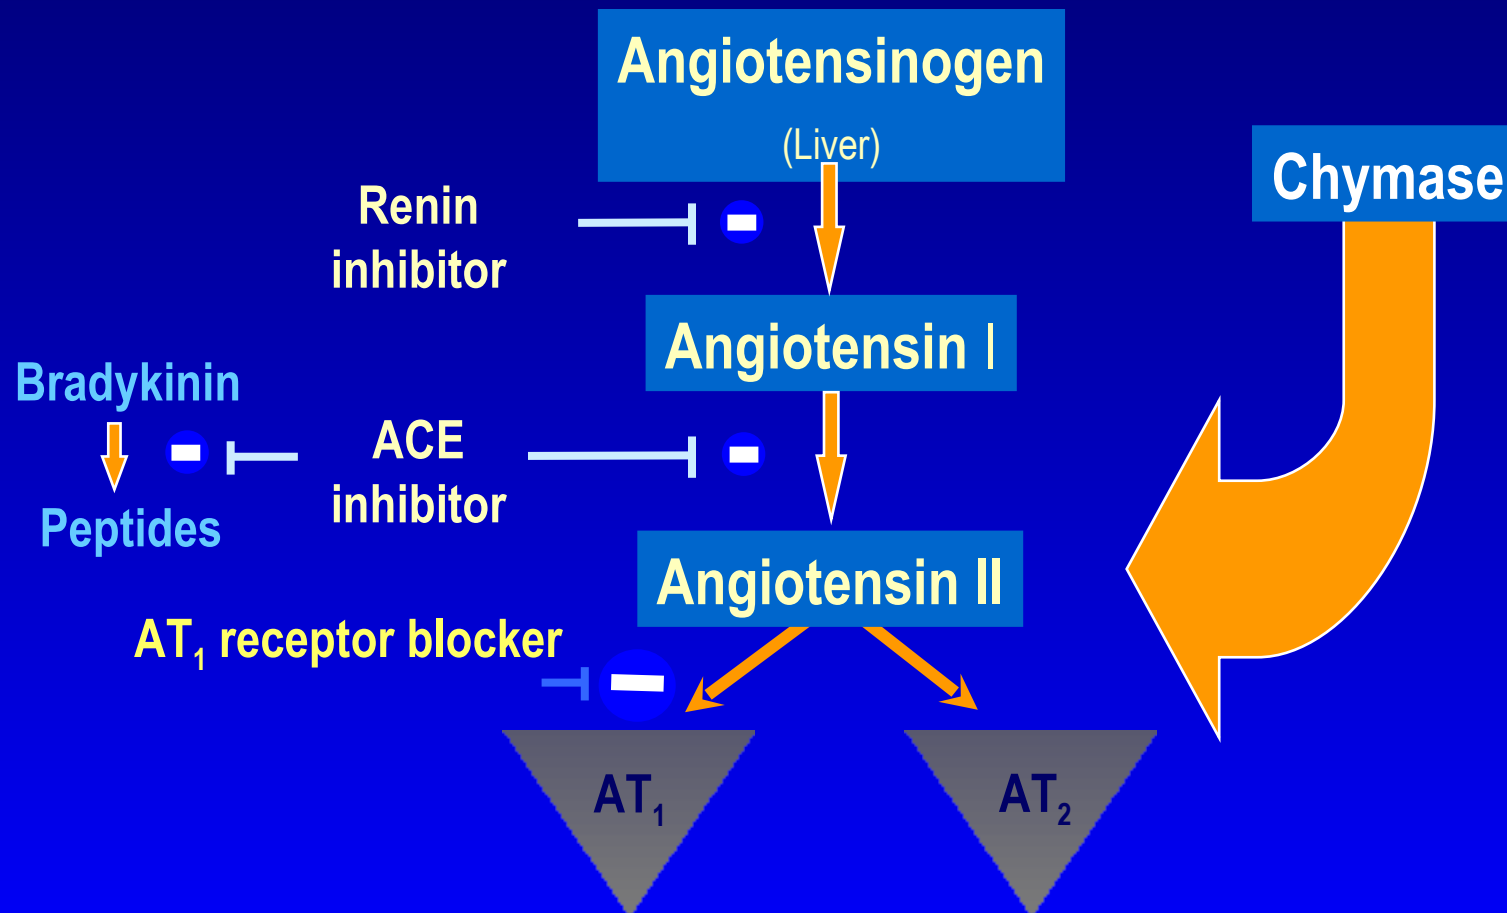 Angiotensinogen
(Liver)
Chymase
Renin
inhibitor
Angiotensin I
Bradykinin
ACE
inhibitor
Peptides
Angiotensin II
AT₁ receptor blocker
AT₁
AT₂